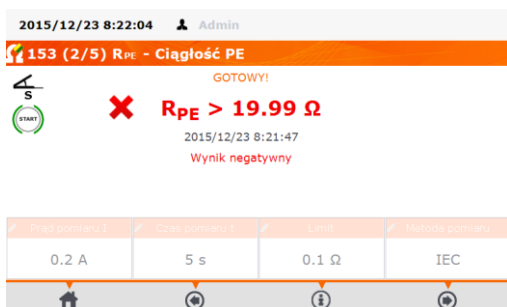 2015/12/23 8:22:04 Admin
153 (2/5) RPE - Ciągłość PE
GOTOWY!
S
START
RPE > 19.99 Ω
2015/12/23 8:21:47
Wynik negatywny
Prąd pomiaru I Czas pomiaru t Limit Metoda pomiaru
0.2 A 5 s 0.1 Ω IEC